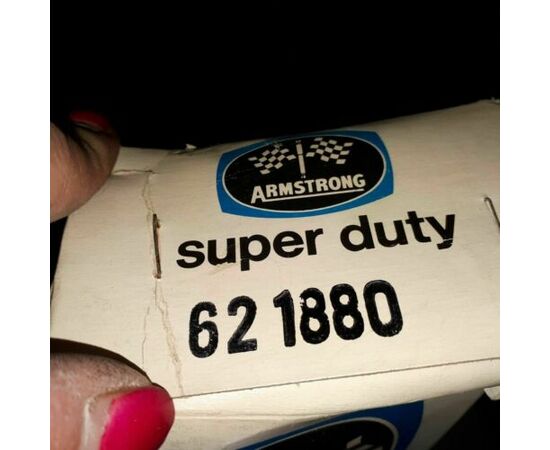 ARMSTRONG
super duty
62 1880